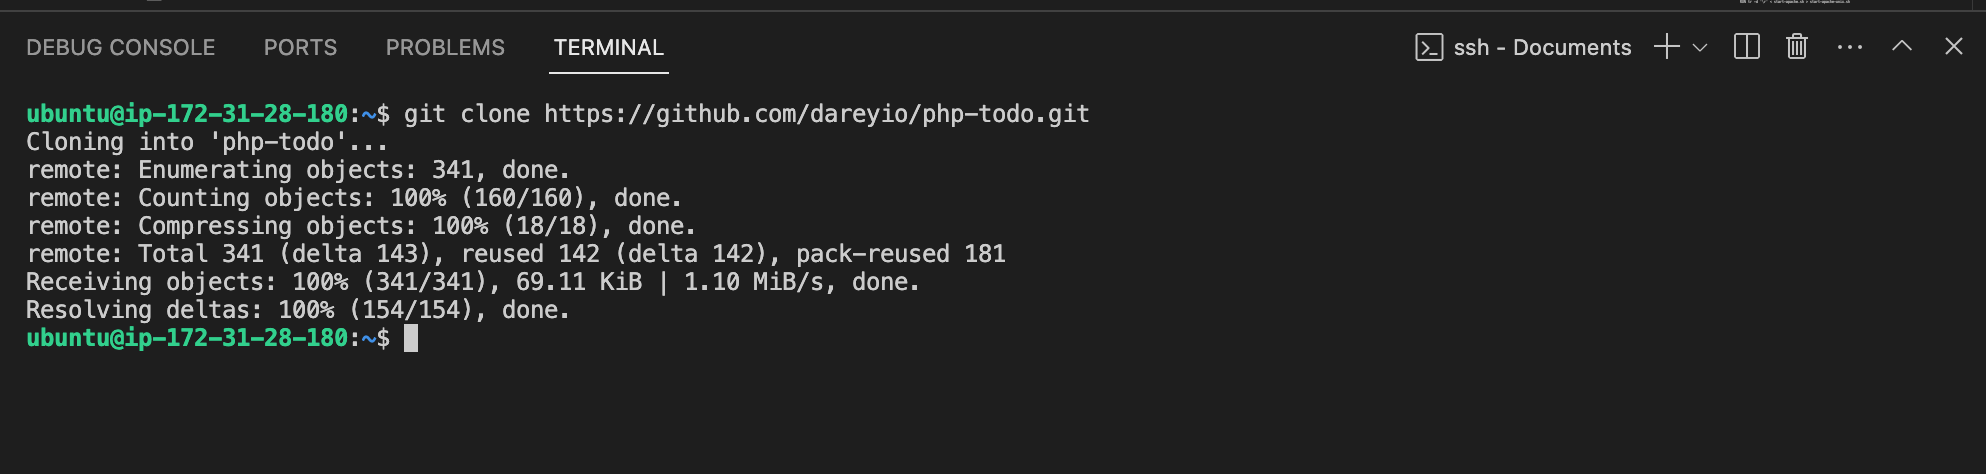 DEBUG CONSOLE PORTS PROBLEMS TERMINAL ssh - Documents
ubuntu@ip-172-31-28-180:~$ git clone https://github.com/dareyio/php-todo.git
Cloning into 'php-todo'...
remote: Enumerating objects: 341, done.
remote: Counting objects: 100% (160/160), done.
remote: Compressing objects: 100% (18/18), done.
remote: Total 341 (delta 143), reused 142 (delta 142), pack-reused 181
Receiving objects: 100% (341/341), 69.11 KiB | 1.10 MiB/s, done.
Resolving deltas: 100% (154/154), done.
ubuntu@ip-172-31-28-180:~$